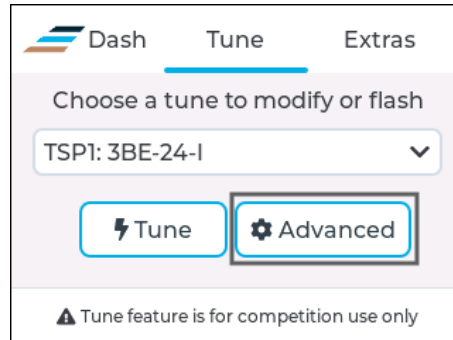 Dash Tune Extras
Choose a tune to modify or flash
TSP1: 3BE-24-I
Tune Advanced
Tune feature is for competition use only